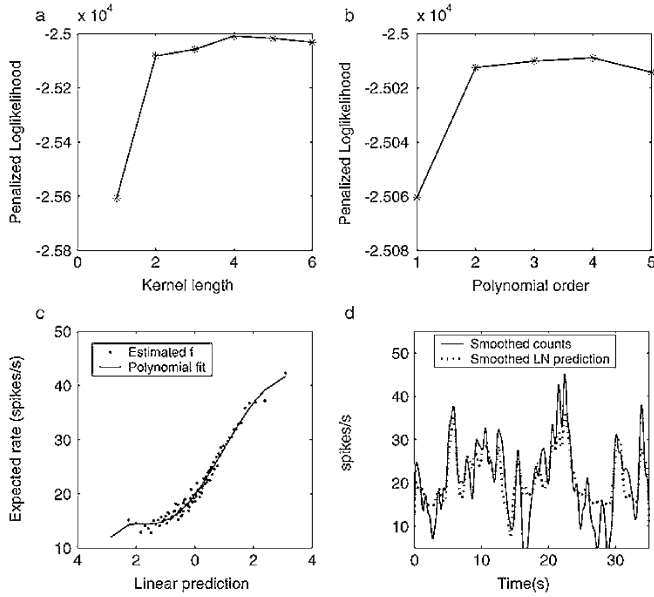 a
x 10^4
-2.5
-2.52
-2.54
-2.56
-2.58
0 2 4 6
Kernel length
Penalized Loglikelihood
b
x 10^4
-2.5
-2.502
-2.504
-2.506
-2.508
1 2 3 4 5
Polynomial order
Penalized Loglikelihood
c
50
40
30
20
10
4 2 0 2 4
Linear prediction
Expected rate (spikes/s)
Estimated f
Polynomial fit
d
50
40
30
20
10
0 10 20 30
Time(s)
spikes/s
Smoothed counts
Smoothed LN prediction